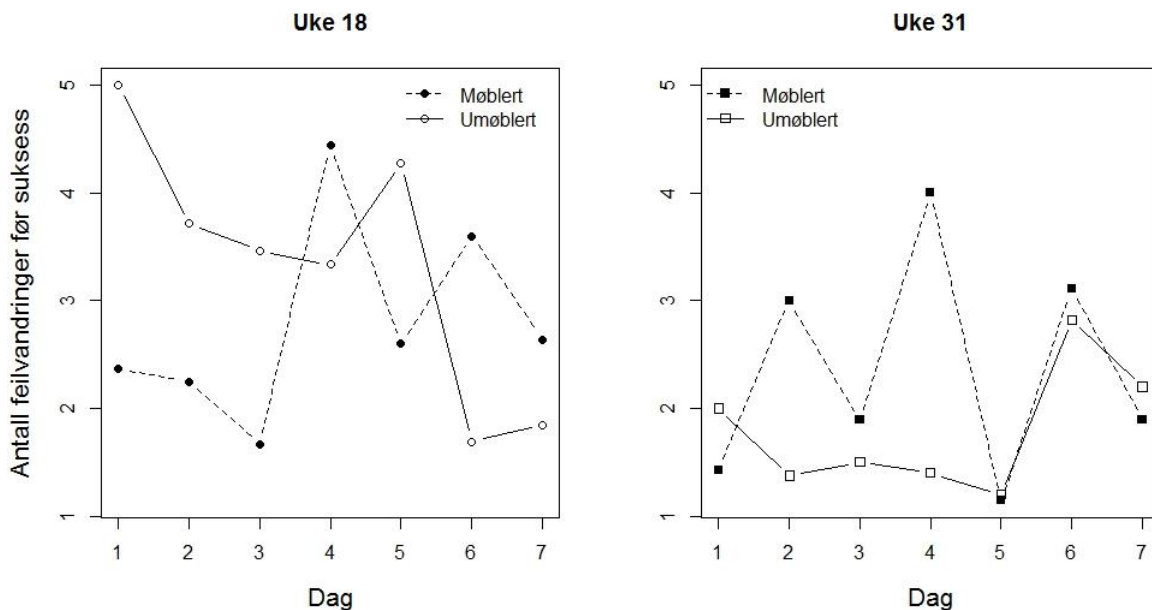 Uke 18
Antall feilvandringer før suksess
5
4
3
2
1
Møblert
Umøblert
1 2 3 4 5 6 7
Dag
Uke 31
5
4
3
2
1
Møblert
Umøblert
1 2 3 4 5 6 7
Dag